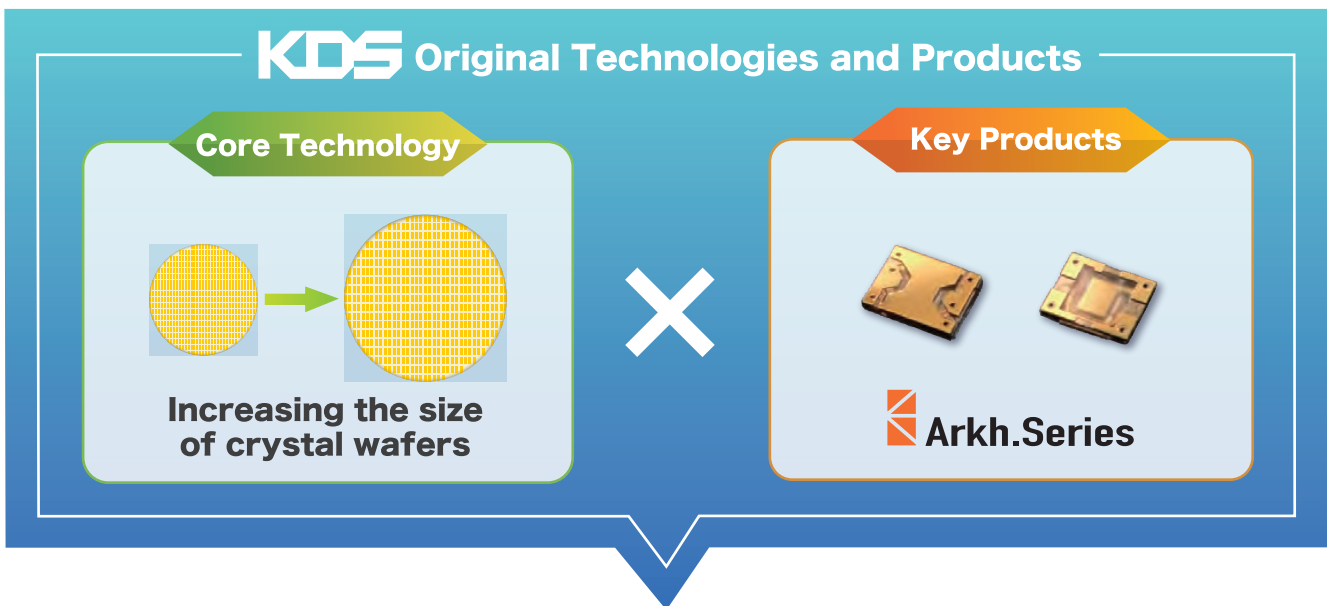 KDS Original Technologies and Products
Core Technology
Increasing the size
of crystal wafers
Key Products
Arkh.Series